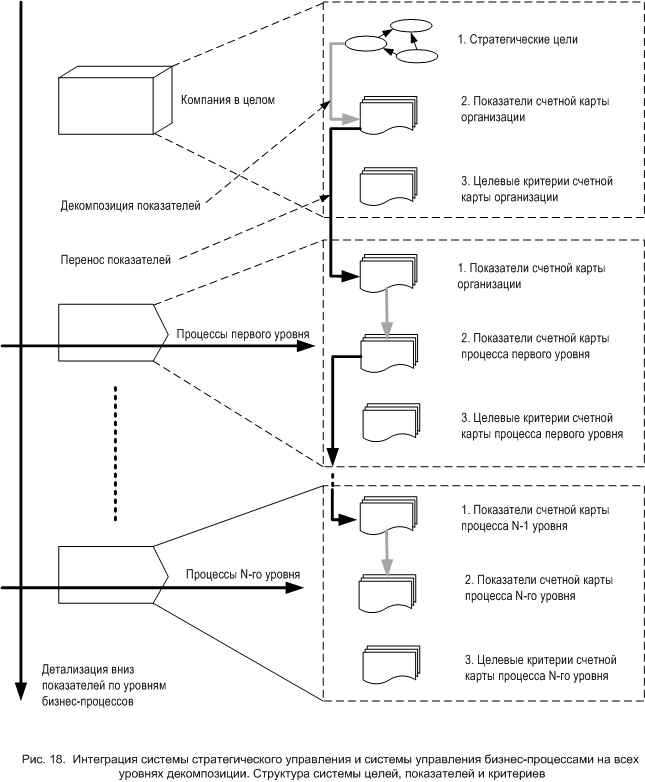 1. Стратегические цели
Компания в целом
2. Показатели счетной карты
организации
3. Целевые критерии счетной
карты организации
Декомпозиция показателей
Перенос показателей
1. Показатели счетной карты
организации
Процессы первого уровня
2. Показатели счетной карты
процесса первого уровня
3. Целевые критерии счетной
карты процесса первого уровня
1. Показатели счетной карты
процесса N-1 уровня
Процессы N-го уровня
2. Показатели счетной карты
процесса N-го уровня
3. Целевые критерии счетной
карты процесса N-го уровня
Детализация вниз
показателей по уровням
бизнес-процессов
Рис. 18. Интеграция системы стратегического управления и системы управления бизнес-процессами на всех
уровнях декомпозиции. Структура системы целей, показателей и критериев